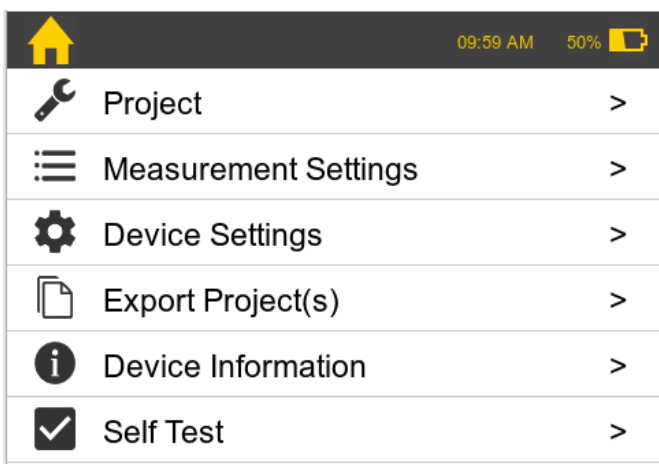 09:59 AM 50%
Project >
Measurement Settings >
Device Settings >
Export Project(s) >
Device Information >
Self Test >